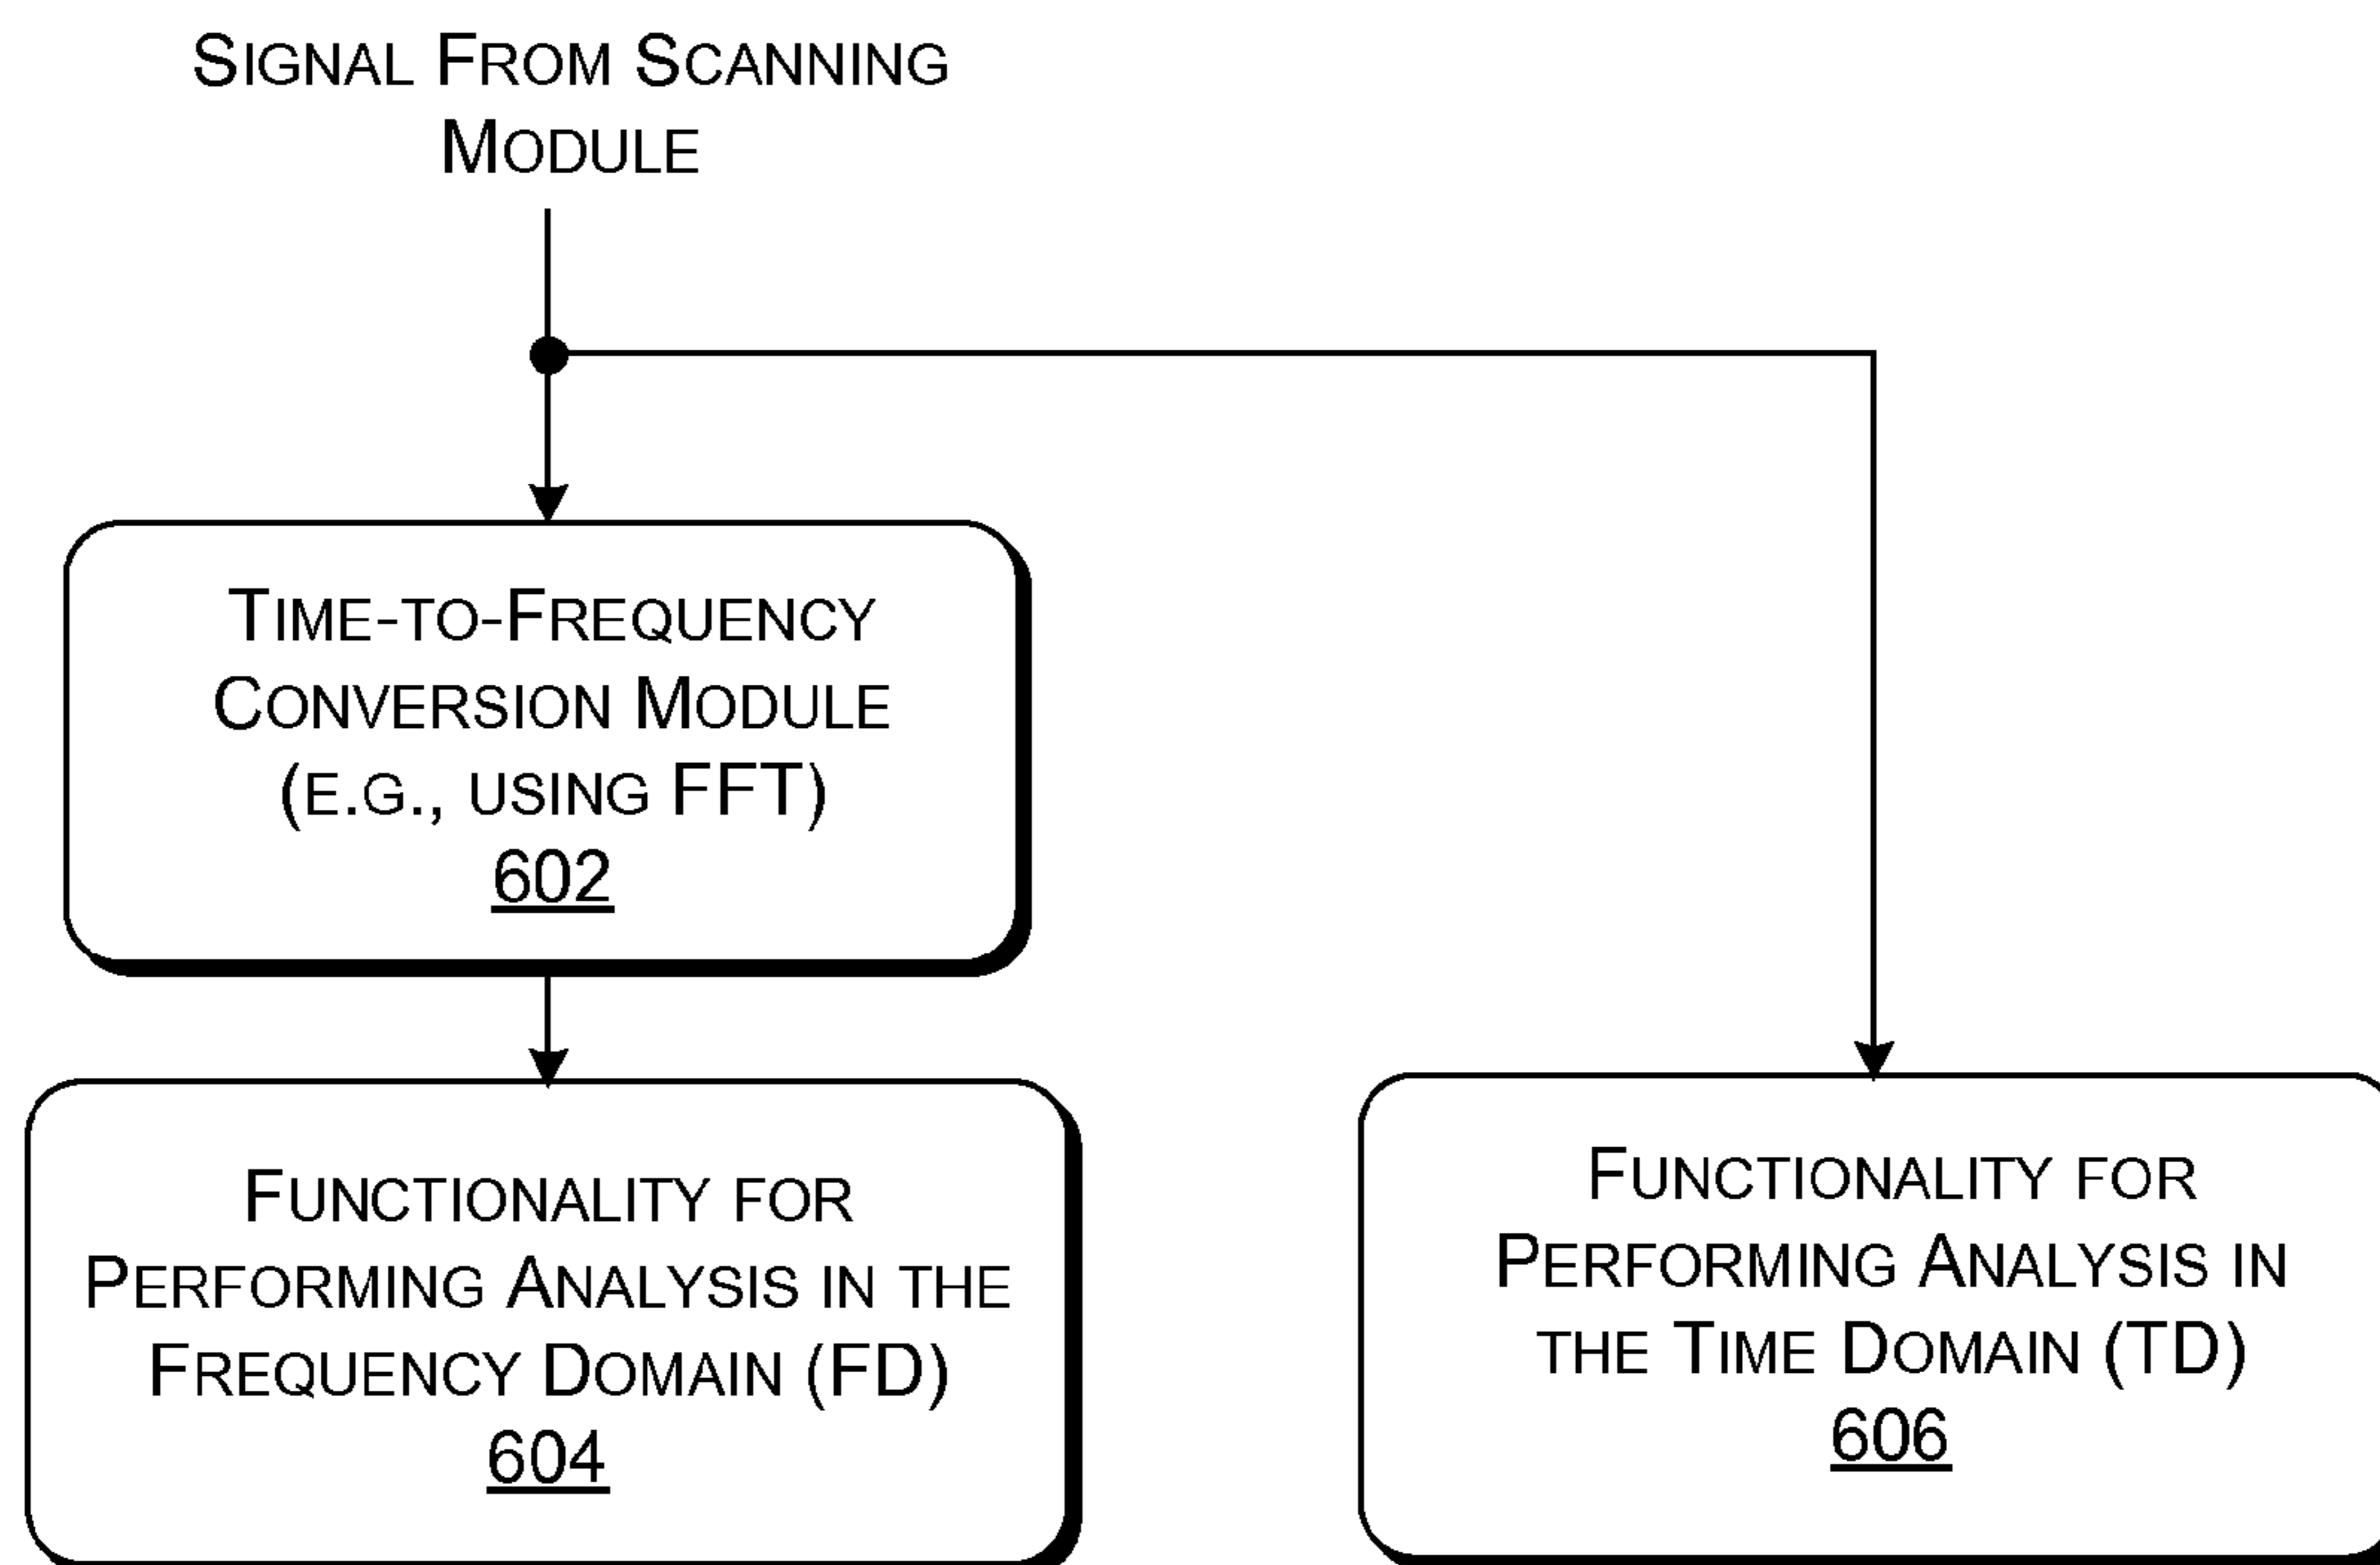 SIGNAL FROM SCANNING
MODULE
TIME-TO-FREQUENCY
CONVERSION MODULE
(E.G., USING FFT)
602
FUNCTIONALITY FOR
PERFORMING ANALYSIS IN THE
FREQUENCY DOMAIN (FD)
604
FUNCTIONALITY FOR
PERFORMING ANALYSIS IN
THE TIME DOMAIN (TD)
606